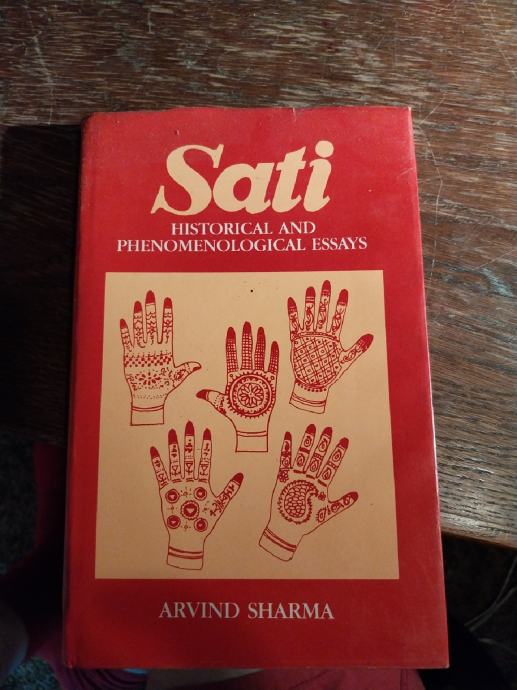 Sati
HISTORICAL AND
PHENOMENOLOGICAL ESSAYS
ARVIND SHARMA